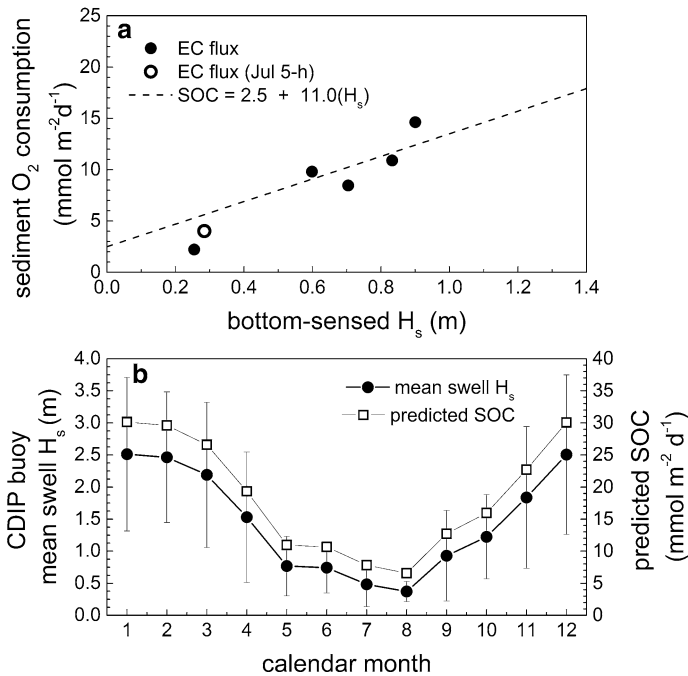 a
EC flux
EC flux (Jul 5-h)
SOC = 2.5 + 11.0(Hs)
sediment O2 consumption
(mmol m-2d-1)
25
20
15
10
5
0
0.0 0.2 0.4 0.6 0.8 1.0 1.2 1.4
bottom-sensed Hs (m)
b
mean swell Hs
predicted SOC
CDIP buoy
mean swell Hs (m)
4.0
3.5
3.0
2.5
2.0
1.5
1.0
0.5
0.0
40
35
30
25
20
15
10
5
0
predicted SOC
(mmol m-2 d-1)
1 2 3 4 5 6 7 8 9 10 11 12
calendar month